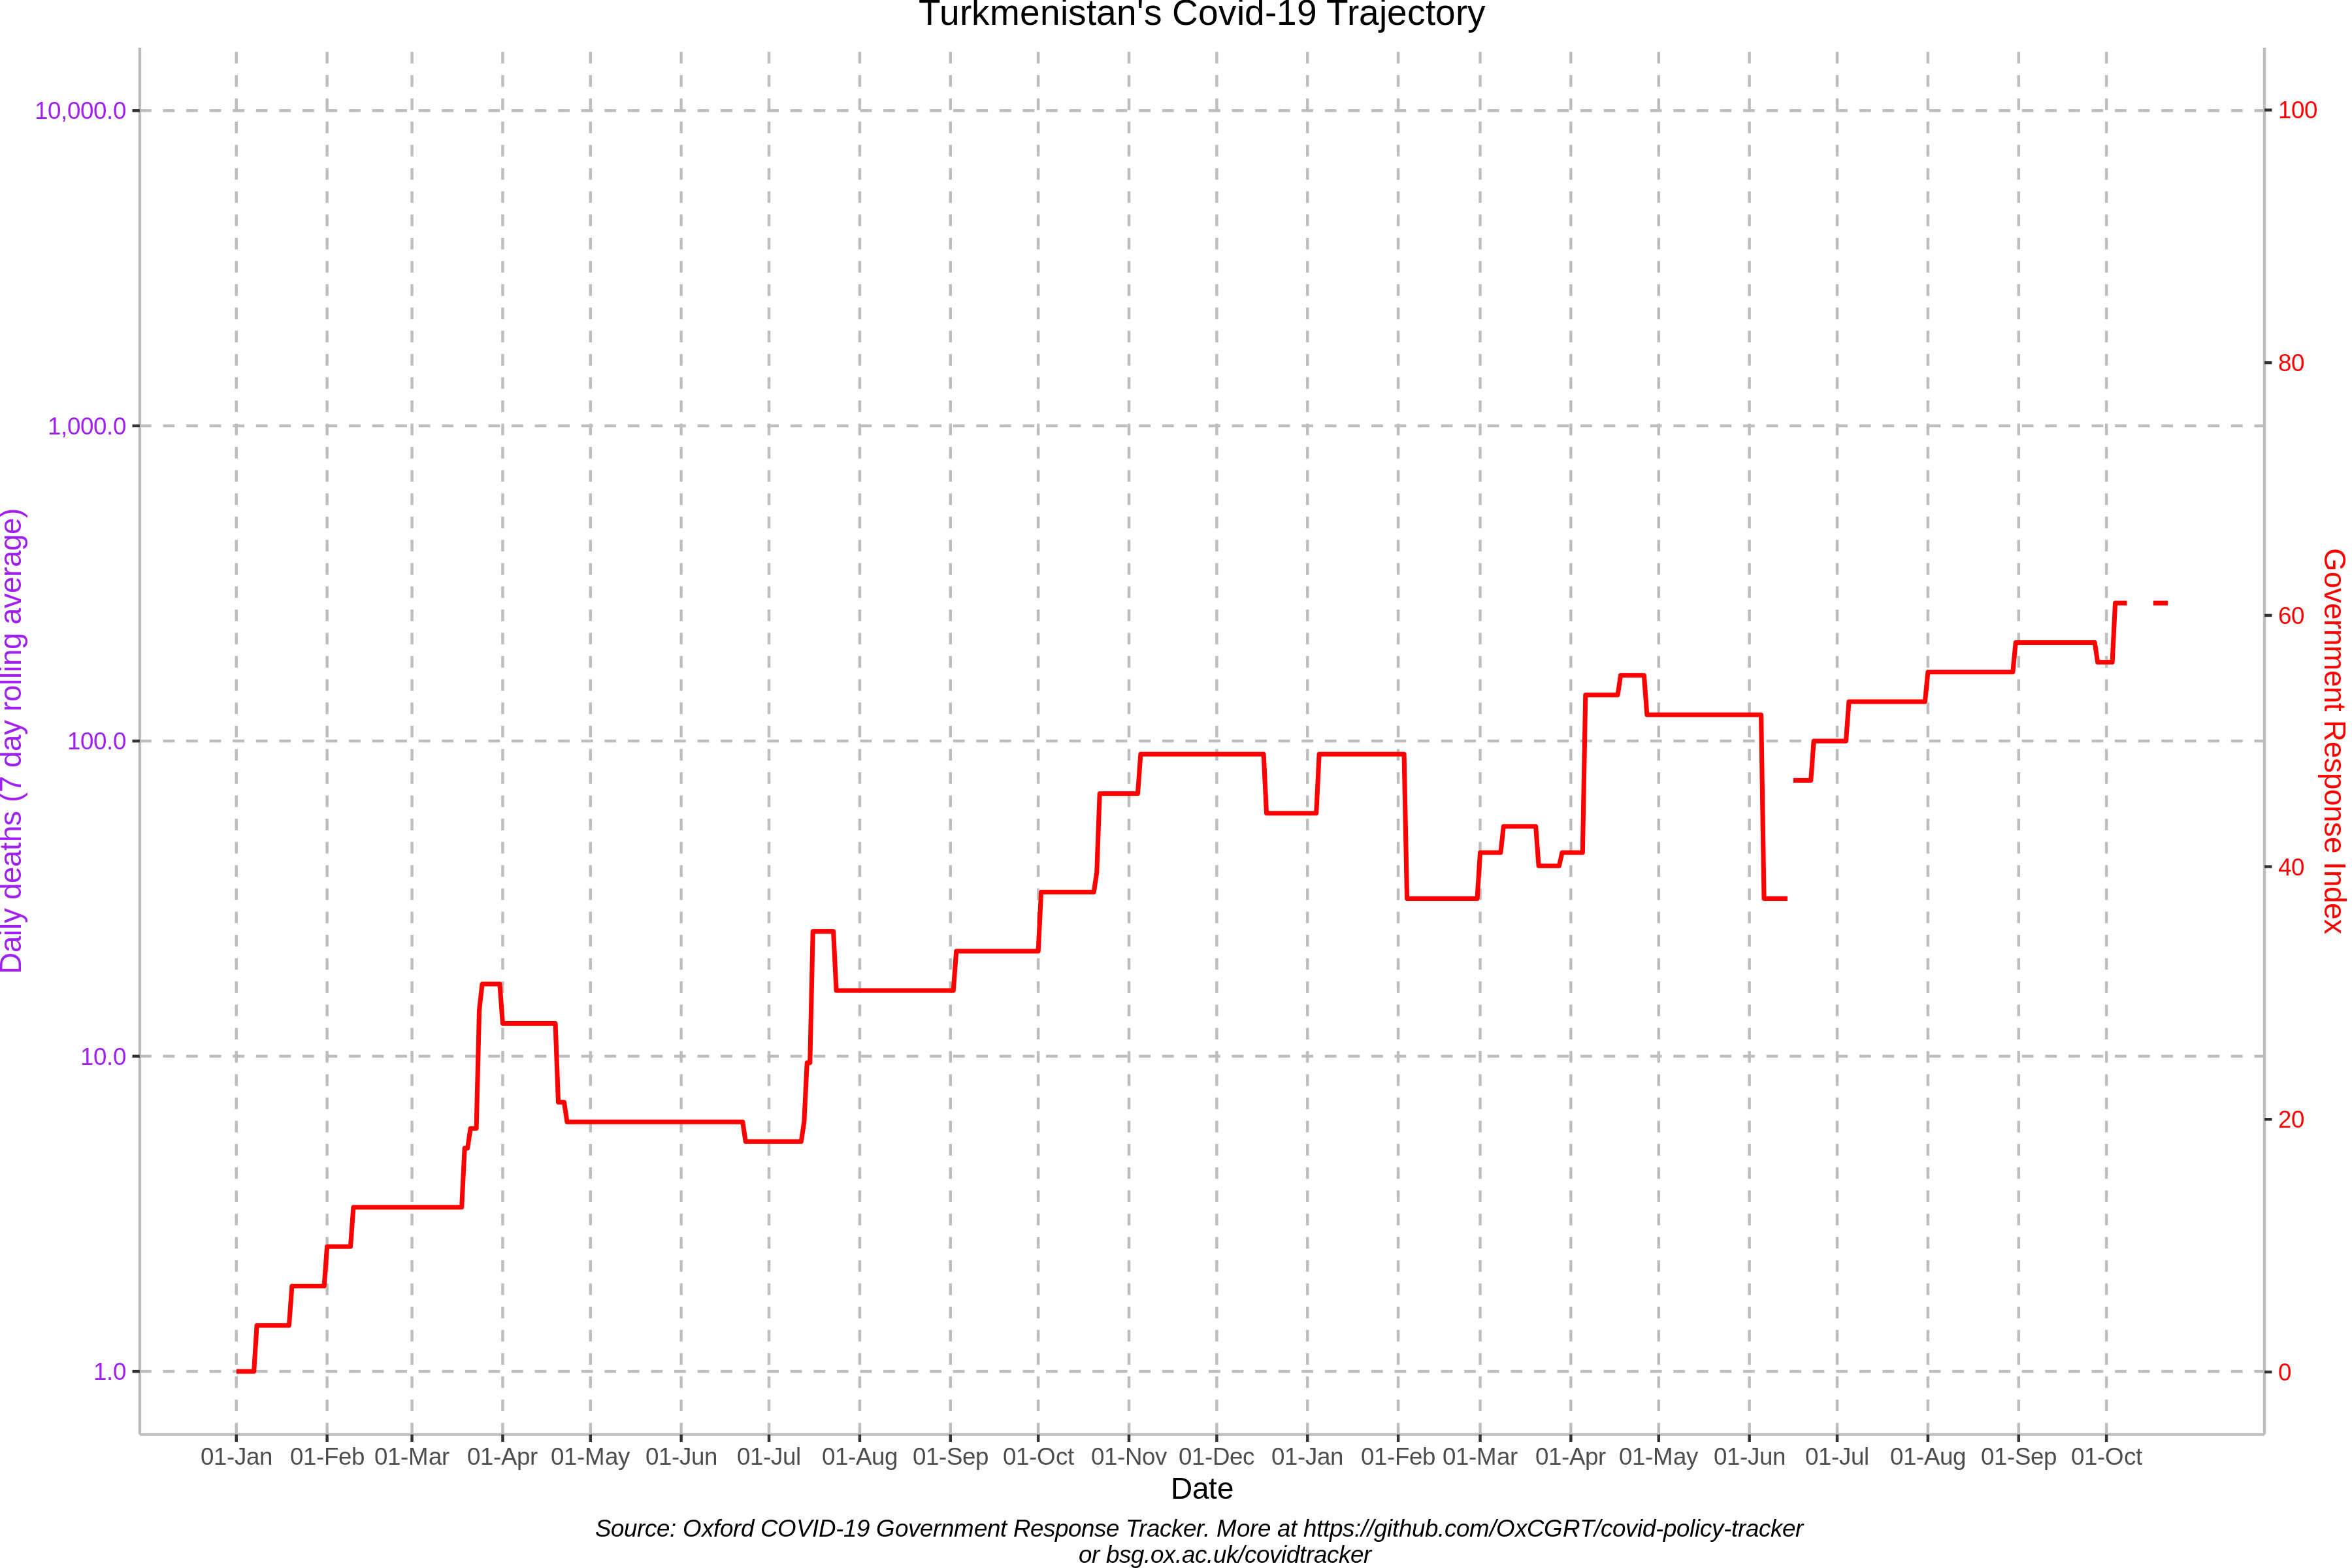 Turkmenistan's Covid-19 Trajectory
Daily deaths (7 day rolling average)
10,000.0
1,000.0
100.0
10.0
1.0
100
80
60
40
20
0
Government Response Index
01-Jan 01-Feb 01-Mar 01-Apr 01-May 01-Jun 01-Jul 01-Aug 01-Sep 01-Oct 01-Nov 01-Dec 01-Jan 01-Feb 01-Mar 01-Apr 01-May 01-Jun 01-Jul 01-Aug 01-Sep 01-Oct
Date
Source: Oxford COVID-19 Government Response Tracker. More at https://github.com/OxCGRT/covid-policy-tracker
or bsg.ox.ac.uk/covidtracker